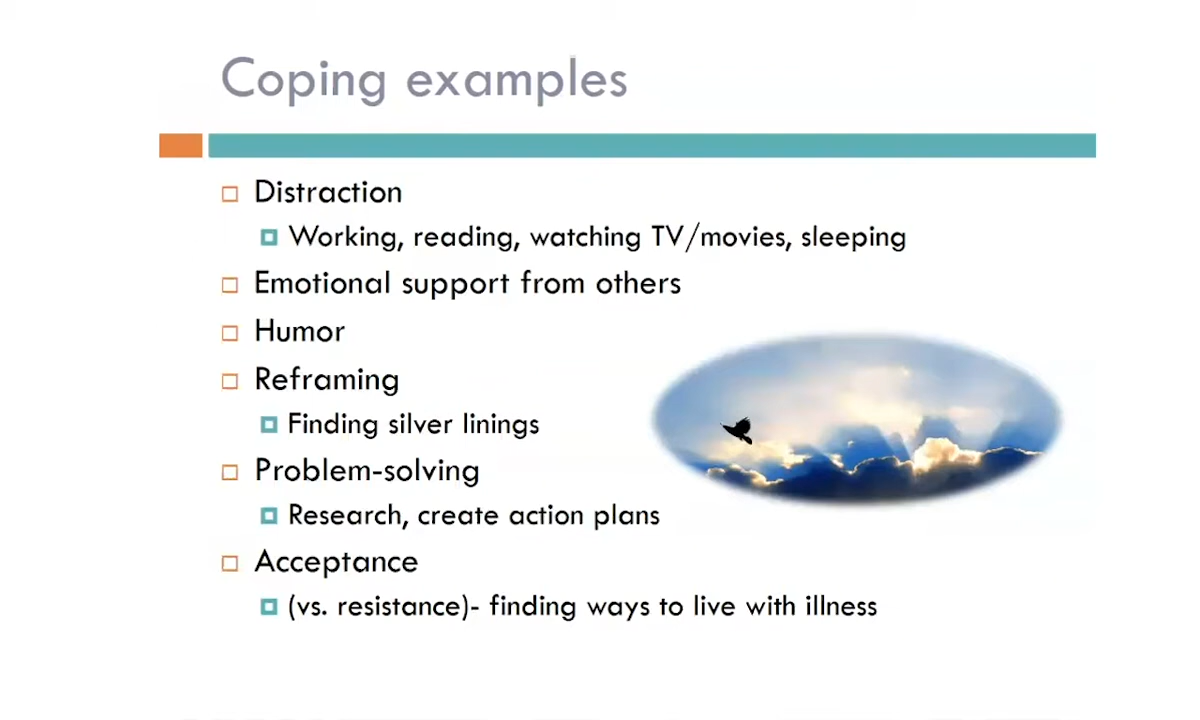 Coping examples
Distraction
Working, reading, watching TV/movies, sleeping
Emotional support from others
Humor
Reframing
Finding silver linings
Problem-solving
Research, create action plans
Acceptance
(vs. resistance)- finding ways to live with illness